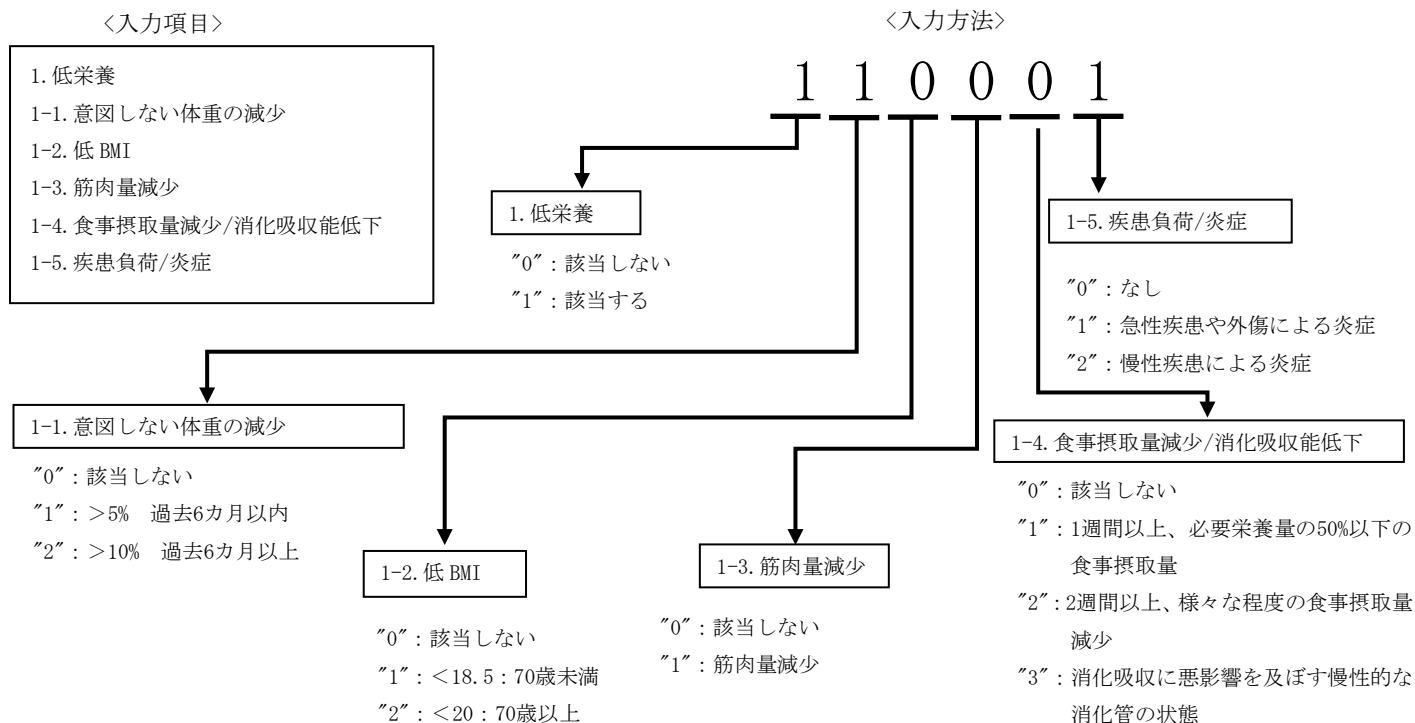 <入力項目>
1.低栄養
1-1.意図しない体重の減少
1-2.低 BMI
1-3.筋肉量減少
1-4.食事摂取量減少/消化吸収能低下
1-5.疾患負荷/炎症
<入力方法>
1 1 0 0 0 1
1.低栄養
"0":該当しない
"1":該当する
1-5.疾患負荷/炎症
"0":なし
"1":急性疾患や外傷による炎症
"2":慢性疾患による炎症
1-1.意図しない体重の減少
"0":該当しない
"1":>5% 過去6カ月以内
"2":>10% 過去6カ月以上
1-2.低 BMI
"0":該当しない
"1":<18.5:70歳未満
"2":<20:70歳以上
1-3.筋肉量減少
"0":該当しない
"1":筋肉量減少
1-4.食事摂取量減少/消化吸収能低下
"0":該当しない
"1":1週間以上、必要栄養量の50%以下の
食事摂取量
"2":2週間以上、様々な程度の食事摂取量
減少
"3":消化吸収に悪影響を及ぼす慢性的な
消化管の状態